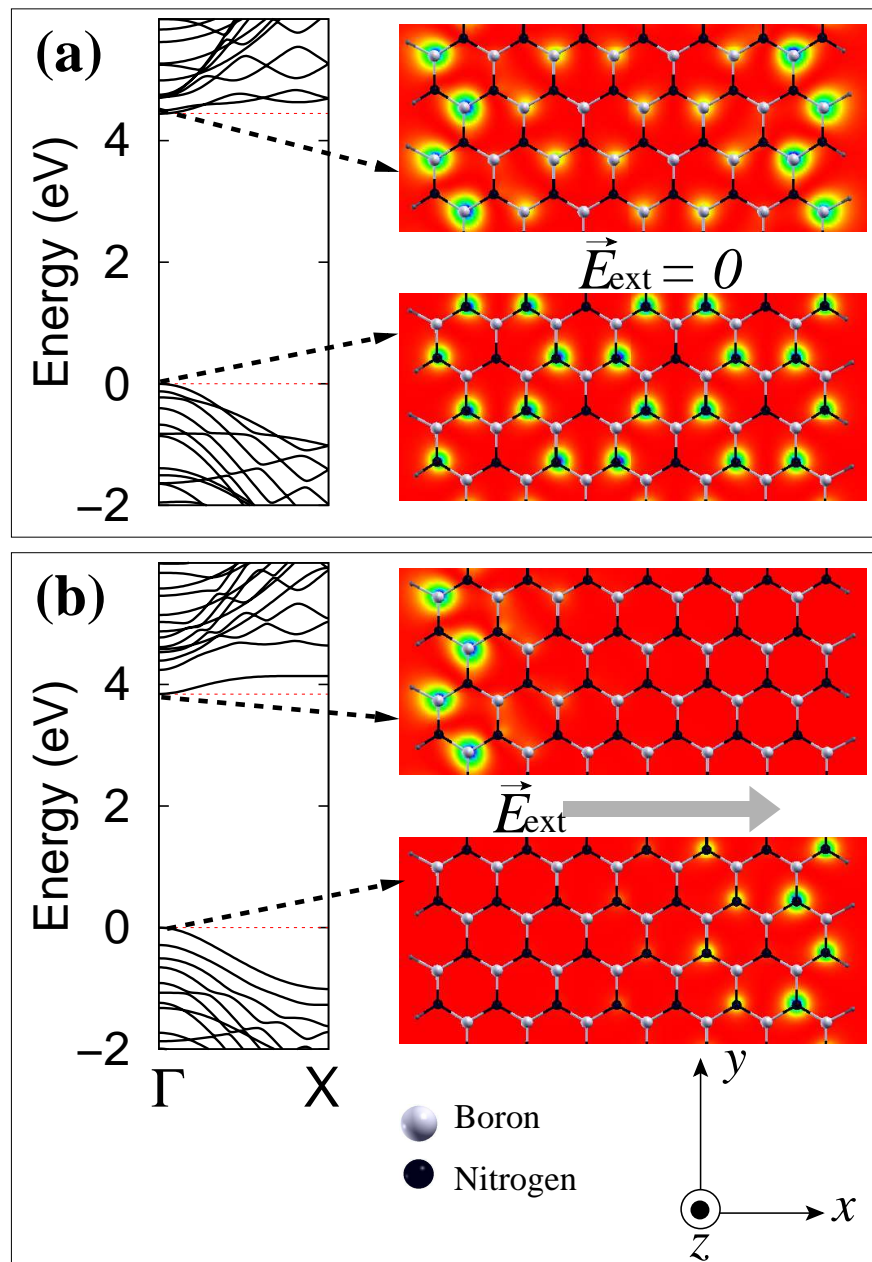 (a)
Energy (eV)
4
2
0
−2
E⃗ext = 0
(b)
Energy (eV)
4
2
0
−2
Γ
X
E⃗ext
Boron
Nitrogen
y
x
z